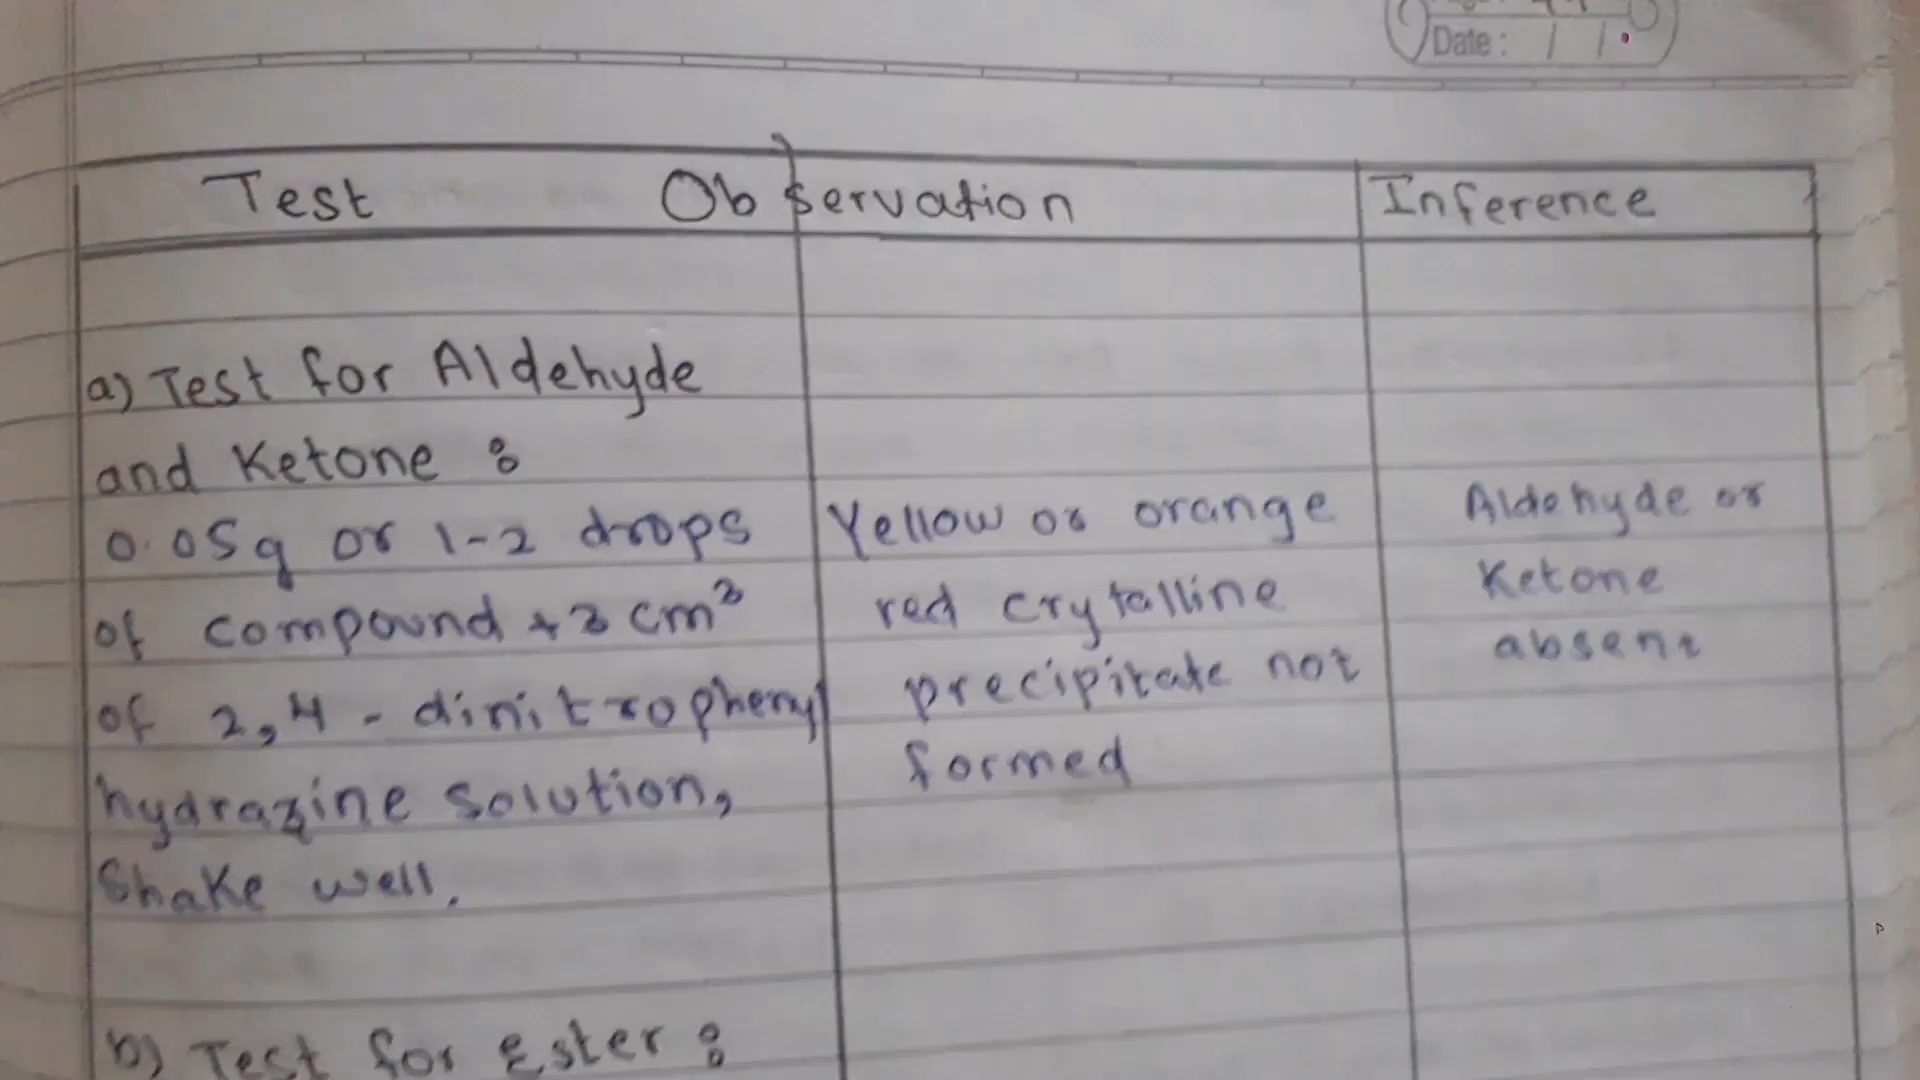 Date: / /
Test Observation Inference
a) Test for Aldehyde
and Ketone :
0.05g or 1-2 drops
of compound + 3 cm³
of 2,4 - dinitrophenyl
hydrazine solution,
Shake well.
Yellow or orange
red crytalline
precipitate not
formed
Aldehyde or
Ketone
absent
b) Test for Ester :